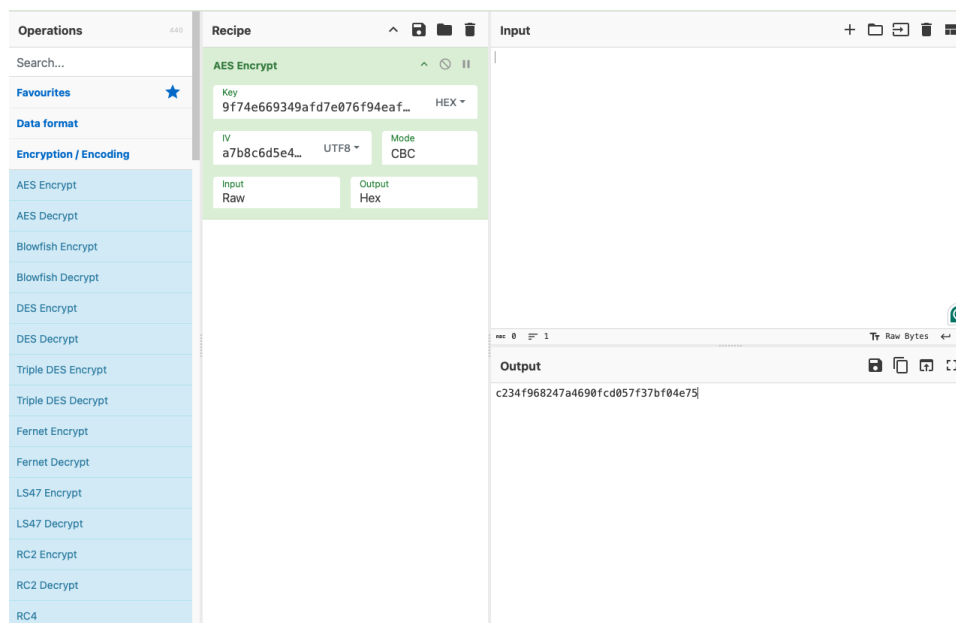 Operations 440
Search...
Favourites
Data format
Encryption / Encoding
AES Encrypt
AES Decrypt
Blowfish Encrypt
Blowfish Decrypt
DES Encrypt
DES Decrypt
Triple DES Encrypt
Triple DES Decrypt
Fernet Encrypt
Fernet Decrypt
LS47 Encrypt
LS47 Decrypt
RC2 Encrypt
RC2 Decrypt
RC4
Recipe
AES Encrypt
Key
9f74e669349afd7e076f94eaf… HEX
IV
a7b8c6d5e4… UTF8
Mode
CBC
Input
Raw
Output
Hex
Input
REC 0 1 Tт Raw Bytes
Output
c234f968247a4690fcd057f37bf04e75